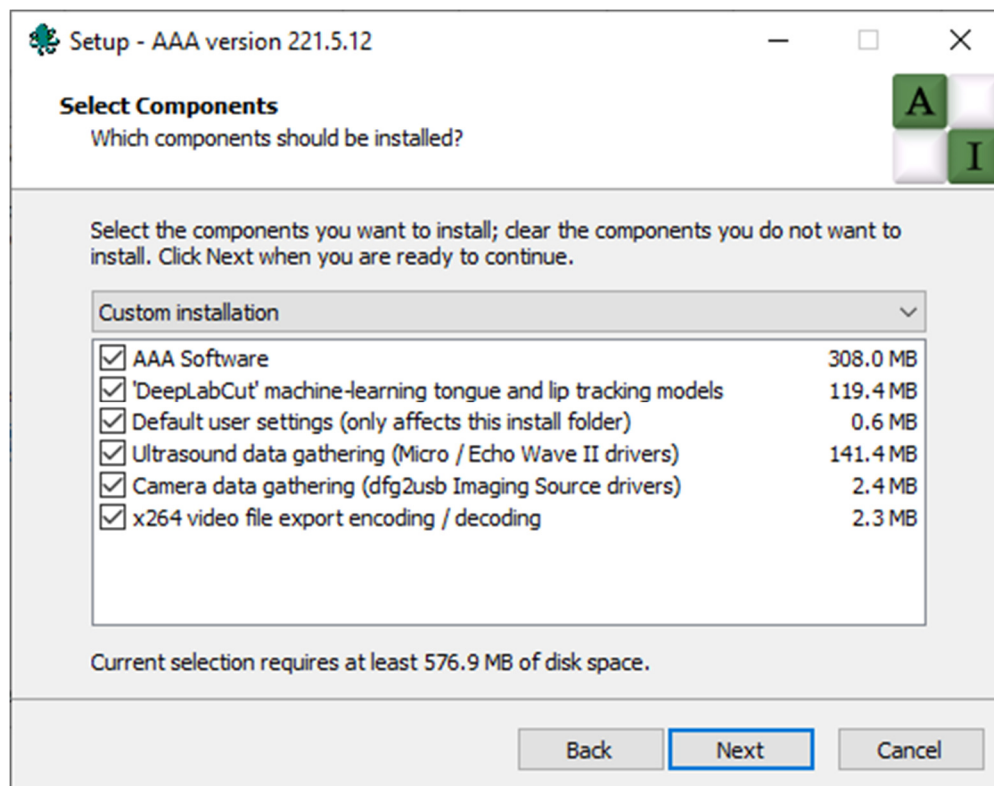 Setup - AAA version 221.5.12
Select Components
Which components should be installed?
A
I
Select the components you want to install; clear the components you do not want to
install. Click Next when you are ready to continue.
Custom installation
AAA Software 308.0 MB
'DeepLabCut' machine-learning tongue and lip tracking models 119.4 MB
Default user settings (only affects this install folder) 0.6 MB
Ultrasound data gathering (Micro / Echo Wave II drivers) 141.4 MB
Camera data gathering (dfg2usb Imaging Source drivers) 2.4 MB
x264 video file export encoding / decoding 2.3 MB
Current selection requires at least 576.9 MB of disk space.
Back Next Cancel